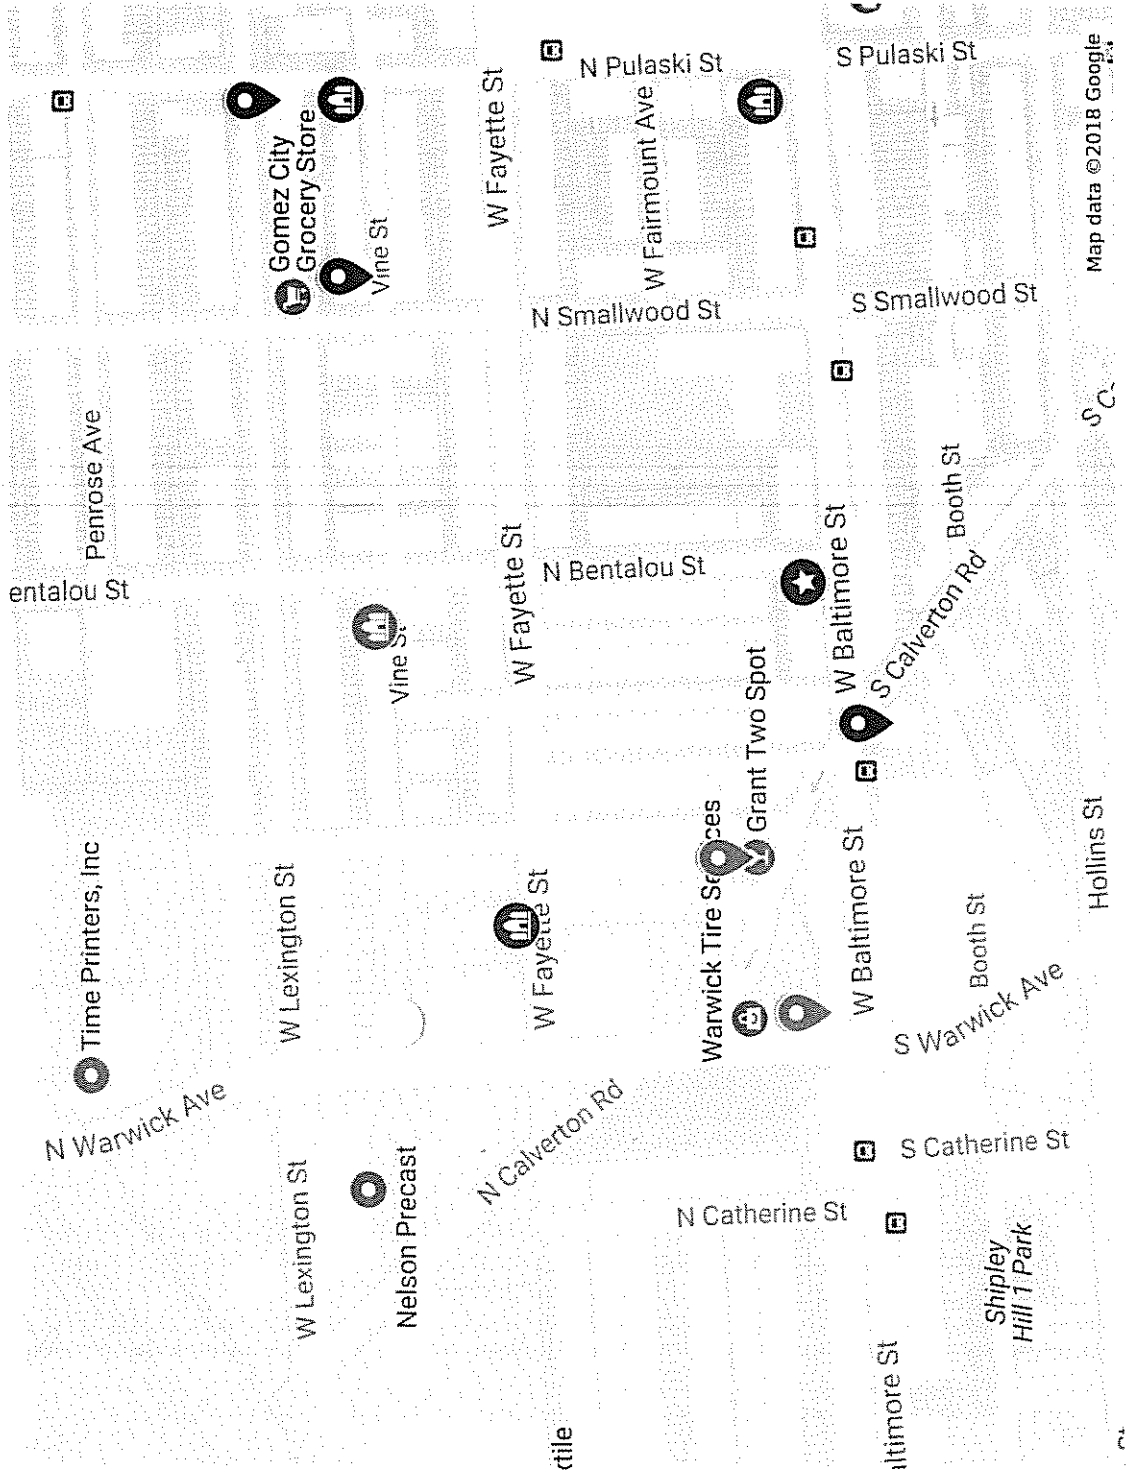 entalou St
N Warwick Ave
Time Printers, Inc
Penrose Ave
W Lexington St
W Lexington St
Gomez City
Grocery Store
Vine St
Vine St
Nelson Precast
N Calverton Rd
W Fayette St
W Fayette St
W Fayette St
xtile
N Bentalou St
N Smallwood St
N Pulaski St
W Fairmount Ave
N Catherine St
Warwick Tire Se ces
Grant Two Spot
W Baltimore St
W Baltimore St
altimore St
S Calverton Rd
S Smallwood St
S Pulaski St
S Catherine St
S Warwick Ave
Booth St
Booth St
Shipley
Hill 1 Park
Hollins St
S C
Map data ©2018 Google